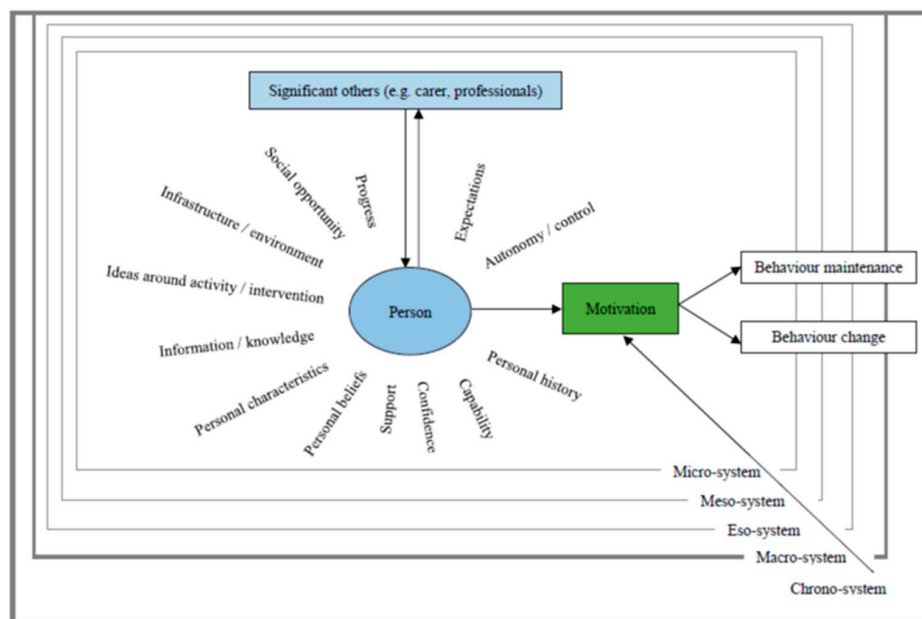 Significant others (e.g. carer, professionals)
Social opportunity
Progress
Expectations
Infrastructure / environment
Autonomy / control
Ideas around activity / intervention
Person
Motivation
Behaviour maintenance
Behaviour change
Information / knowledge
Personal characteristics
Personal beliefs
Support
Confidence
Capability
Personal history
Micro-system
Meso-system
Eso-system
Macro-system
Chrono-system